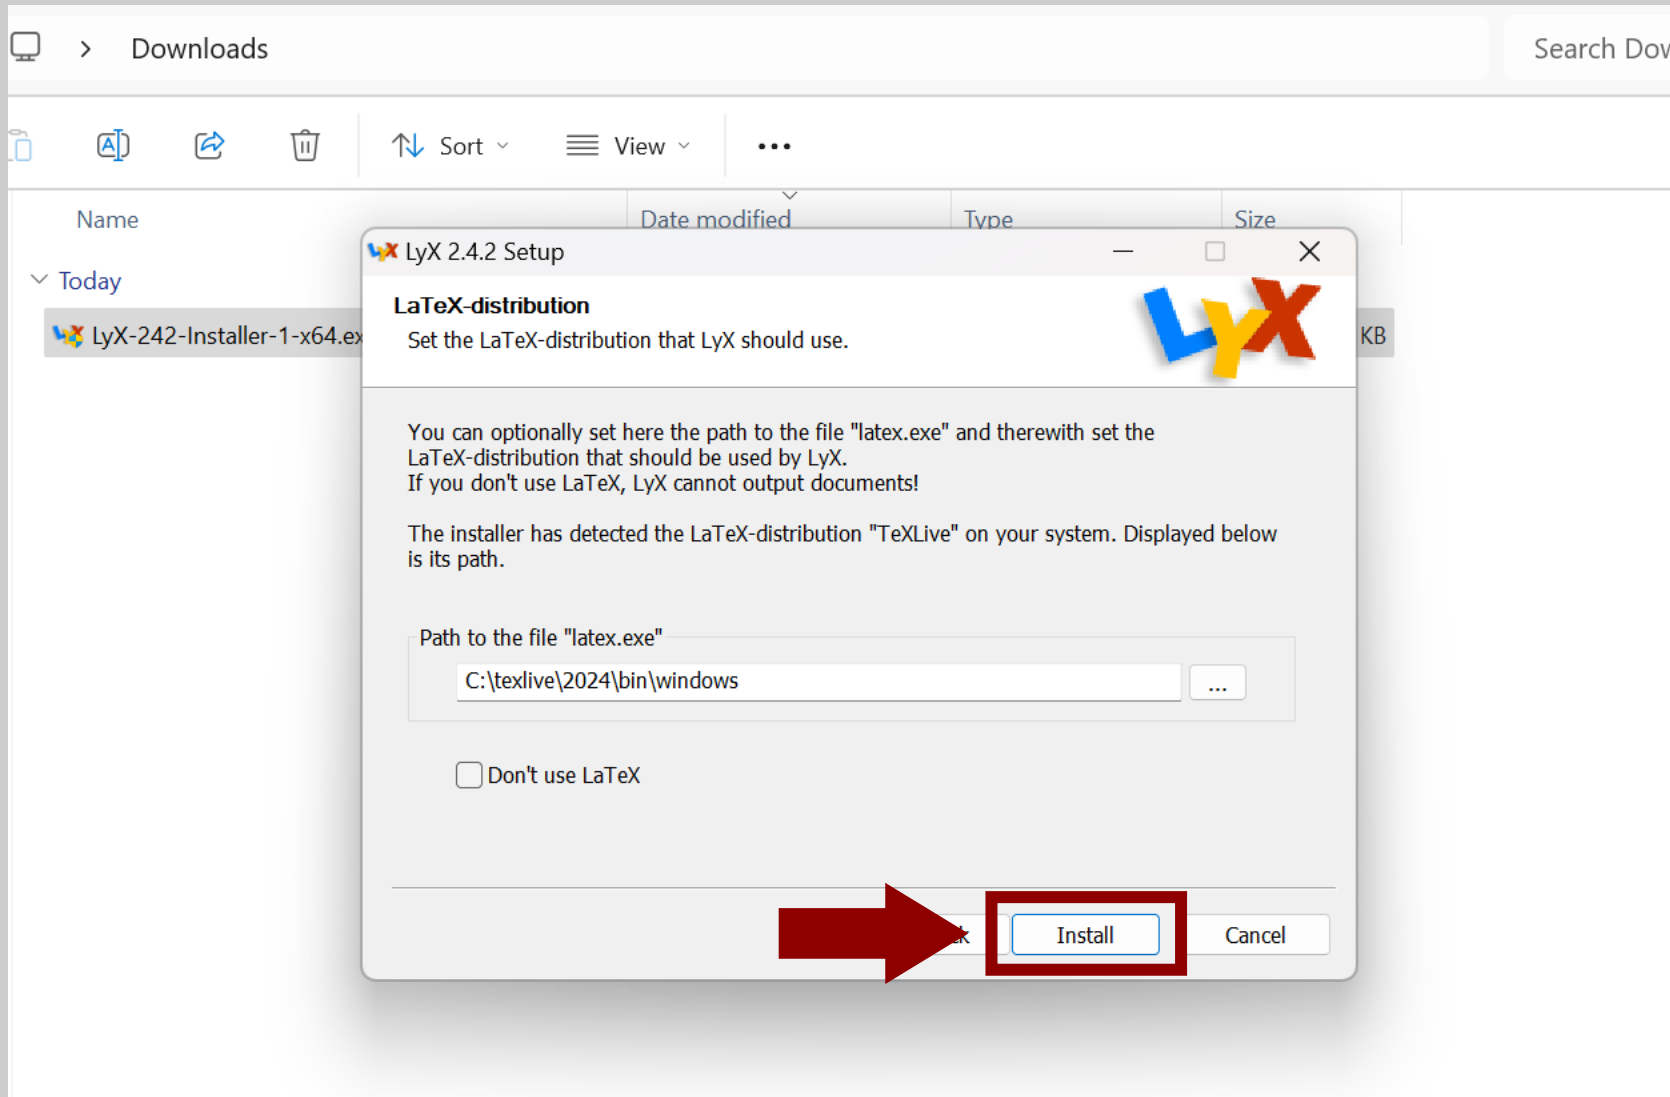 Downloads
Search Dow
Sort
View
Name
Date modified
Type
Size
Today
LyX-242-Installer-1-x64.ex
KB
LyX 2.4.2 Setup
LaTeX-distribution
Set the LaTeX-distribution that LyX should use.
LYX
You can optionally set here the path to the file "latex.exe" and therewith set the
LaTeX-distribution that should be used by LyX.
If you don't use LaTeX, LyX cannot output documents!
The installer has detected the LaTeX-distribution "TeXLive" on your system. Displayed below
is its path.
Path to the file "latex.exe"
C:\texlive\2024\bin\windows
...
Don't use LaTeX
Install
Cancel